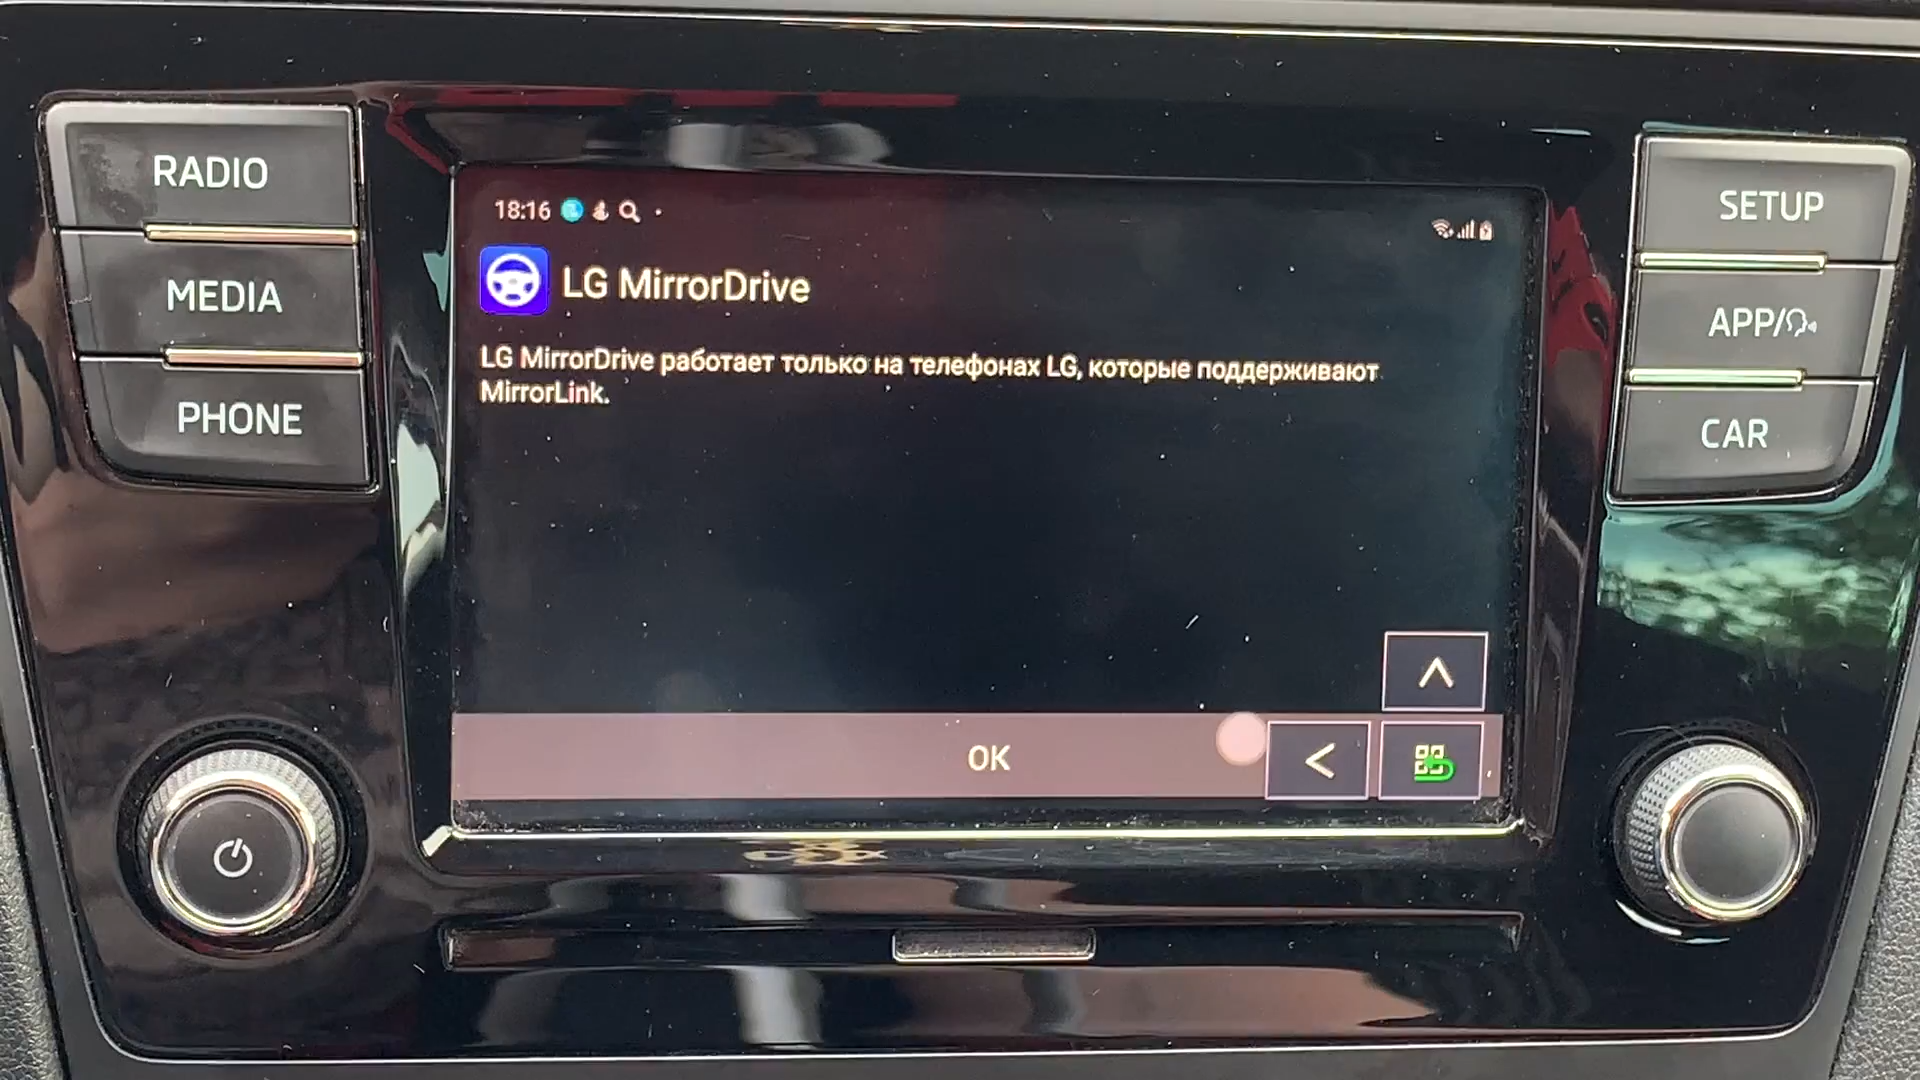 RADIO
MEDIA
PHONE
18:16
LG MirrorDrive
LG MirrorDrive работает только на телефонах LG, которые поддерживают
MirrorLink.
OK
SETUP
APP/
CAR